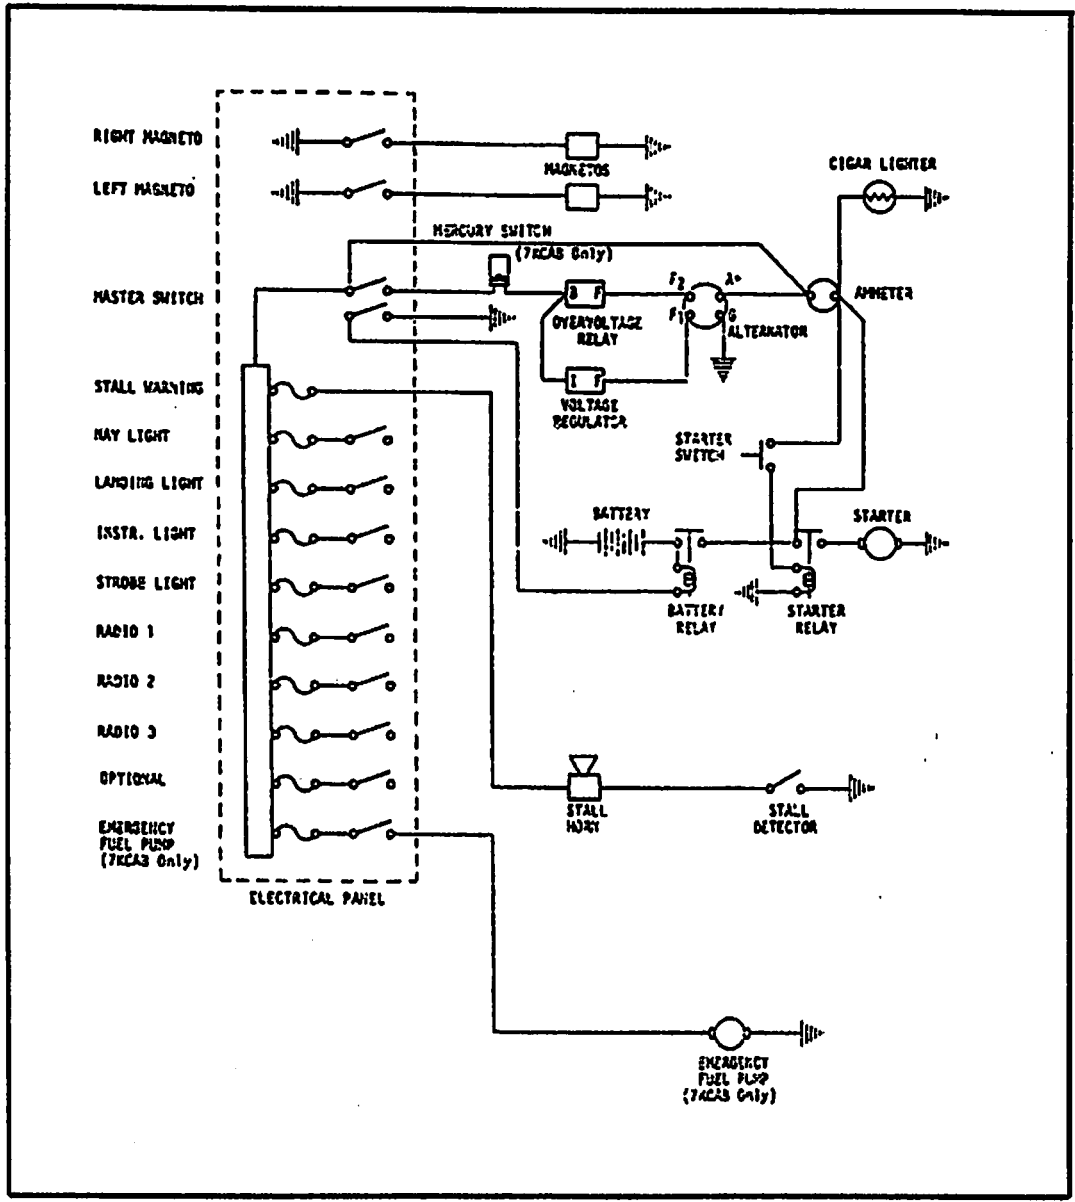 RIGHT MAGNETO
MAGNETOS
CIGAR LIGHTER
LEFT MAGNETO
MERCURY SWITCH
(7KCAB Only)
MASTER SWITCH
B F
F2
A+
AMMETER
OVERVOLTAGE
RELAY
F1
G
ALTERNATOR
STALL WARNING
I F
VOLTAGE
REGULATOR
NAV LIGHT
STARTER
SWITCH
LANDING LIGHT
BATTERY
STARTER
INSTR. LIGHT
STROBE LIGHT
BATTERY
RELAY
STARTER
RELAY
RADIO 1
RADIO 2
RADIO 3
OPTIONAL
STALL
HORN
STALL
DETECTOR
EMERGENCY
FUEL PUMP
(7KCAB Only)
ELECTRICAL PANEL
EMERGENCY
FUEL PUMP
(7KCAB Only)